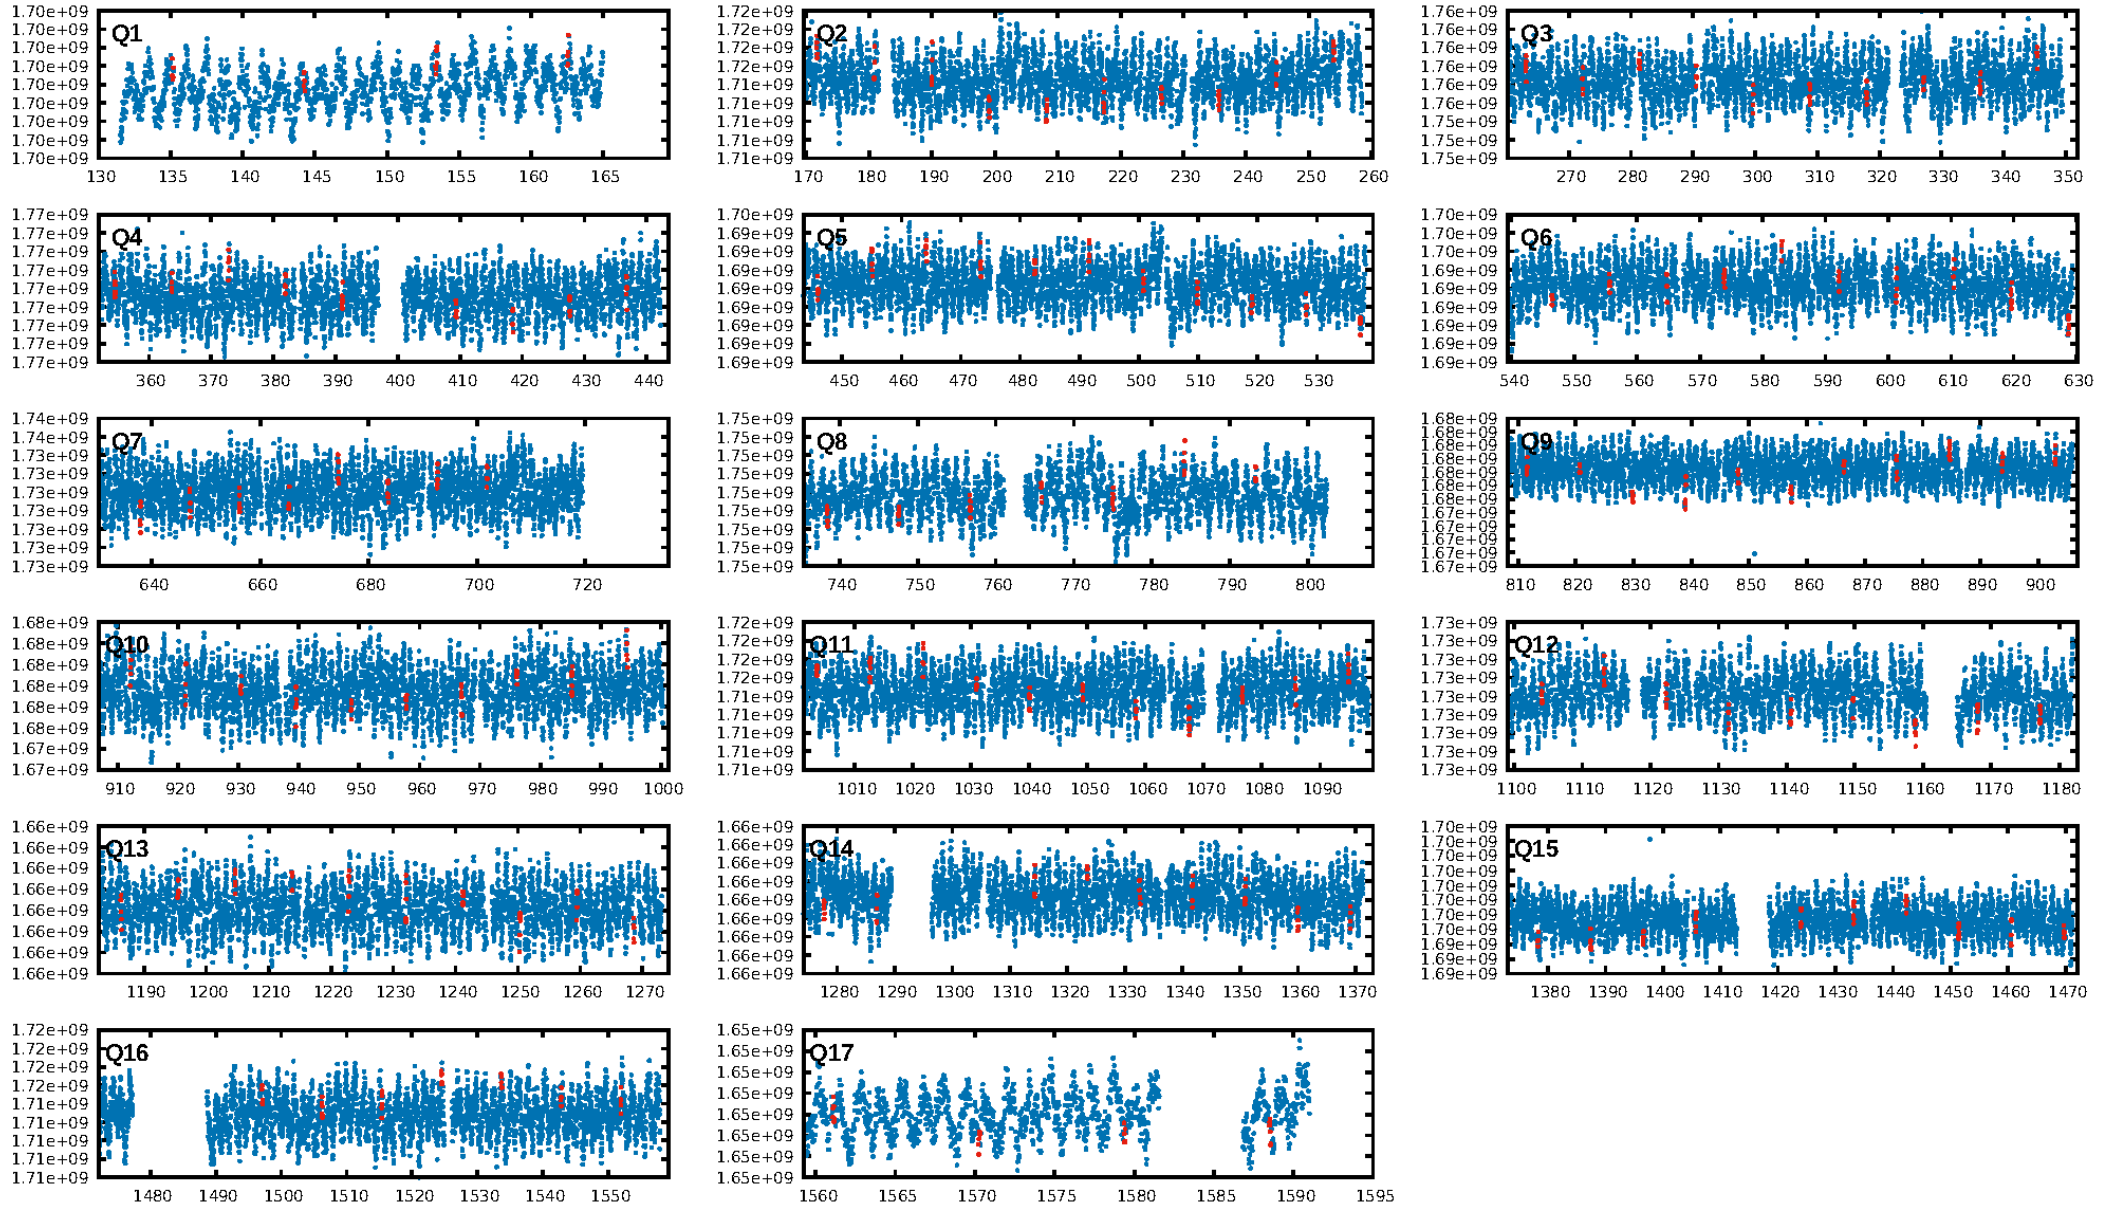 1.70e+09
1.70e+09
1.70e+09
1.70e+09
1.70e+09
1.70e+09
1.70e+09
1.70e+09
1.70e+09
Q1
130 135 140 145 150 155 160 165
1.72e+09
1.72e+09
1.72e+09
1.72e+09
1.71e+09
1.71e+09
1.71e+09
1.71e+09
1.71e+09
Q2
170 180 190 200 210 220 230 240 250 260
1.76e+09
1.76e+09
1.76e+09
1.76e+09
1.76e+09
1.76e+09
1.75e+09
1.75e+09
1.75e+09
Q3
270 280 290 300 310 320 330 340 350
1.77e+09
1.77e+09
1.77e+09
1.77e+09
1.77e+09
1.77e+09
1.77e+09
1.77e+09
1.77e+09
Q4
360 370 380 390 400 410 420 430 440
1.70e+09
1.69e+09
1.69e+09
1.69e+09
1.69e+09
1.69e+09
1.69e+09
1.69e+09
1.69e+09
Q5
450 460 470 480 490 500 510 520 530
1.70e+09
1.70e+09
1.70e+09
1.69e+09
1.69e+09
1.69e+09
1.69e+09
1.69e+09
1.69e+09
Q6
540 550 560 570 580 590 600 610 620 630
1.74e+09
1.74e+09
1.73e+09
1.73e+09
1.73e+09
1.73e+09
1.73e+09
1.73e+09
1.73e+09
Q7
640 660 680 700 720
1.75e+09
1.75e+09
1.75e+09
1.75e+09
1.75e+09
1.75e+09
1.75e+09
1.75e+09
1.75e+09
Q8
740 750 760 770 780 790 800
1.68e+09
1.68e+09
1.68e+09
1.68e+09
1.68e+09
1.68e+09
1.68e+09
1.67e+09
1.67e+09
1.67e+09
1.67e+09
1.67e+09
Q9
810 820 830 840 850 860 870 880 890 900
1.68e+09
1.68e+09
1.68e+09
1.68e+09
1.68e+09
1.68e+09
1.67e+09
1.67e+09
Q10
910 920 930 940 950 960 970 980 990 1000
1.72e+09
1.72e+09
1.72e+09
1.72e+09
1.71e+09
1.71e+09
1.71e+09
1.71e+09
1.71e+09
Q11
1010 1020 1030 1040 1050 1060 1070 1080 1090
1.73e+09
1.73e+09
1.73e+09
1.73e+09
1.73e+09
1.73e+09
1.73e+09
1.73e+09
1.73e+09
Q12
1100 1110 1120 1130 1140 1150 1160 1170 1180
1.66e+09
1.66e+09
1.66e+09
1.66e+09
1.66e+09
1.66e+09
1.66e+09
1.66e+09
Q13
1190 1200 1210 1220 1230 1240 1250 1260 1270
1.66e+09
1.66e+09
1.66e+09
1.66e+09
1.66e+09
1.66e+09
1.66e+09
1.66e+09
1.66e+09
Q14
1280 1290 1300 1310 1320 1330 1340 1350 1360 1370
1.70e+09
1.70e+09
1.70e+09
1.70e+09
1.70e+09
1.70e+09
1.70e+09
1.70e+09
1.69e+09
1.69e+09
1.69e+09
Q15
1380 1390 1400 1410 1420 1430 1440 1450 1460 1470
1.72e+09
1.72e+09
1.72e+09
1.72e+09
1.71e+09
1.71e+09
1.71e+09
1.71e+09
1.71e+09
Q16
1480 1490 1500 1510 1520 1530 1540 1550
1.65e+09
1.65e+09
1.65e+09
1.65e+09
1.65e+09
1.65e+09
1.65e+09
1.65e+09
Q17
1560 1565 1570 1575 1580 1585 1590 1595